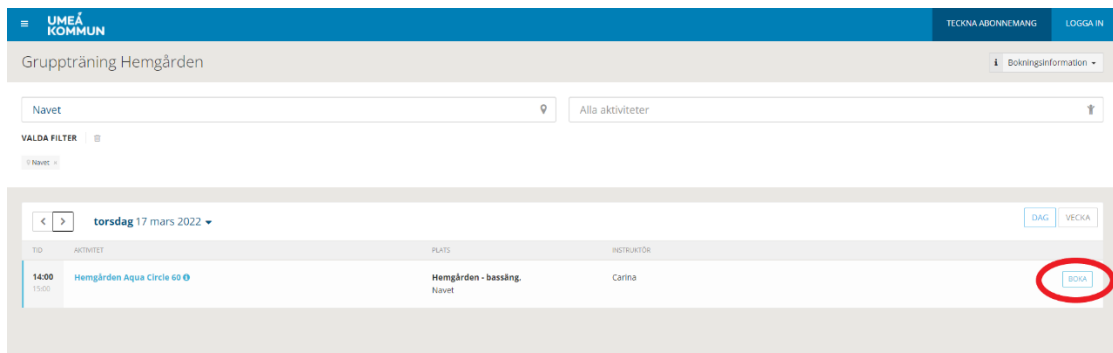 UMEÅ
KOMMUN
TECKNA ABONNEMANG
LOGGA IN
Gruppträning Hemgården
i Bokningsinformation
Navet
Alla aktiviteter
VALDA FILTER
Navet ×
torsdag 17 mars 2022
DAG
VECKA
TID
AKTIVITET
PLATS
INSTRUKTÖR
14:00
15:00
Hemgården Aqua Circle 60
Hemgården - bassäng.
Navet
Carina
BOKA